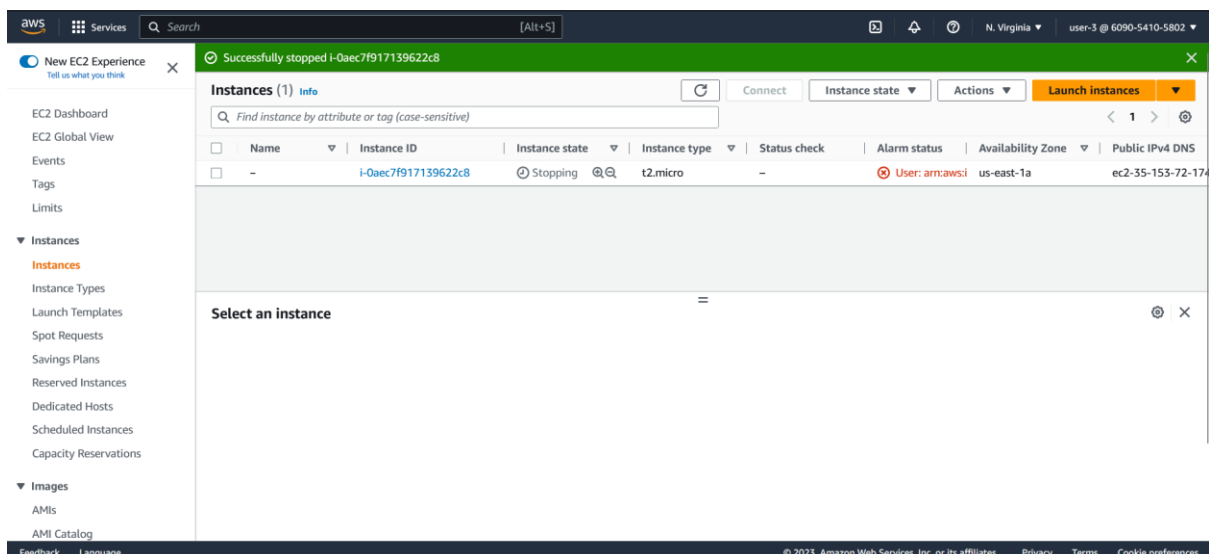 aws Services Search [Alt+S] N. Virginia user-3 @ 6090-5410-5802
New EC2 Experience
Tell us what you think
EC2 Dashboard
EC2 Global View
Events
Tags
Limits
Instances
Instances
Instance Types
Launch Templates
Spot Requests
Savings Plans
Reserved Instances
Dedicated Hosts
Scheduled Instances
Capacity Reservations
Images
AMIs
AMI Catalog
Successfully stopped i-0aec7f917139622c8
Instances (1) Info Connect Instance state Actions Launch instances
Find instance by attribute or tag (case-sensitive) 1
Name Instance ID Instance state Instance type Status check Alarm status Availability Zone Public IPv4 DNS
– i-0aec7f917139622c8 Stopping t2.micro – User: arn:aws:i us-east-1a ec2-35-153-72-174
Select an instance
Feedback Language © 2023, Amazon Web Services, Inc. or its affiliates. Privacy Terms Cookie preferences